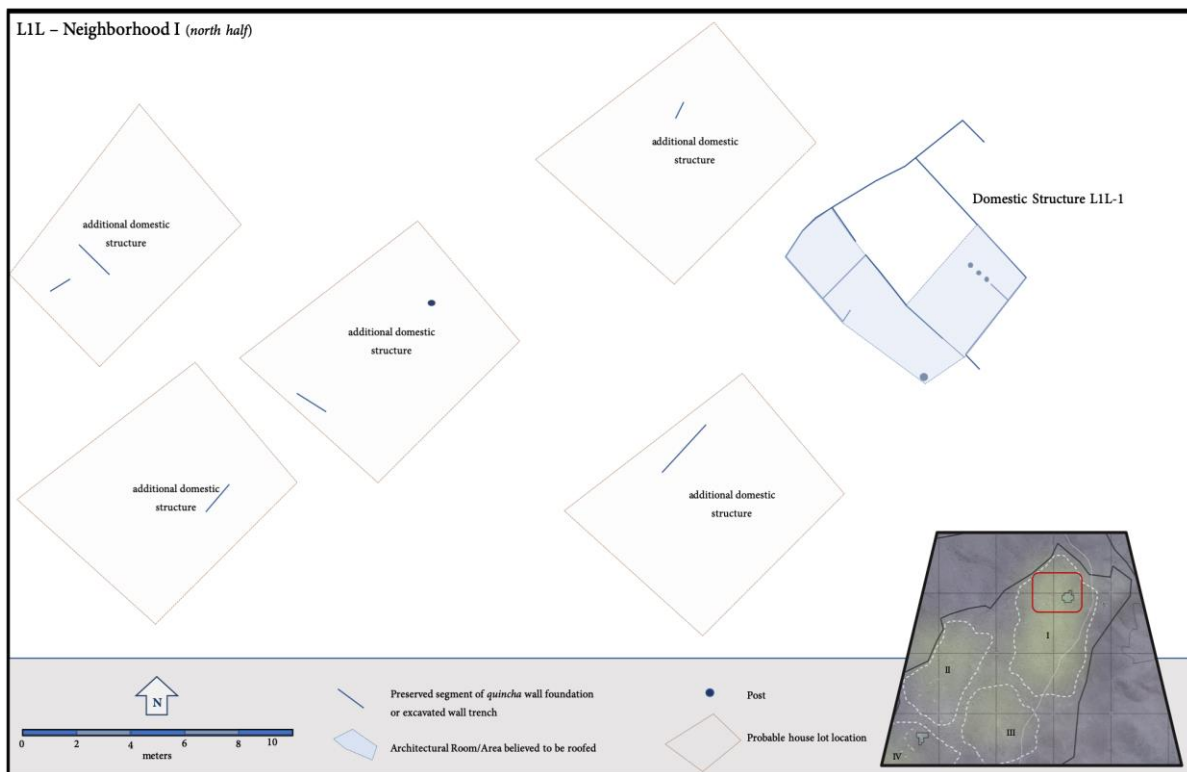 L1L – Neighborhood I (north half)
additional domestic
structure
Domestic Structure L1L-1
additional domestic
structure
additional domestic
structure
additional domestic
structure
additional domestic
structure
I
II
III
IV
N
0 2 4 6 8 10
meters
Preserved segment of quincha wall foundation
or excavated wall trench
Architectural Room/Area believed to be roofed
Post
Probable house lot location